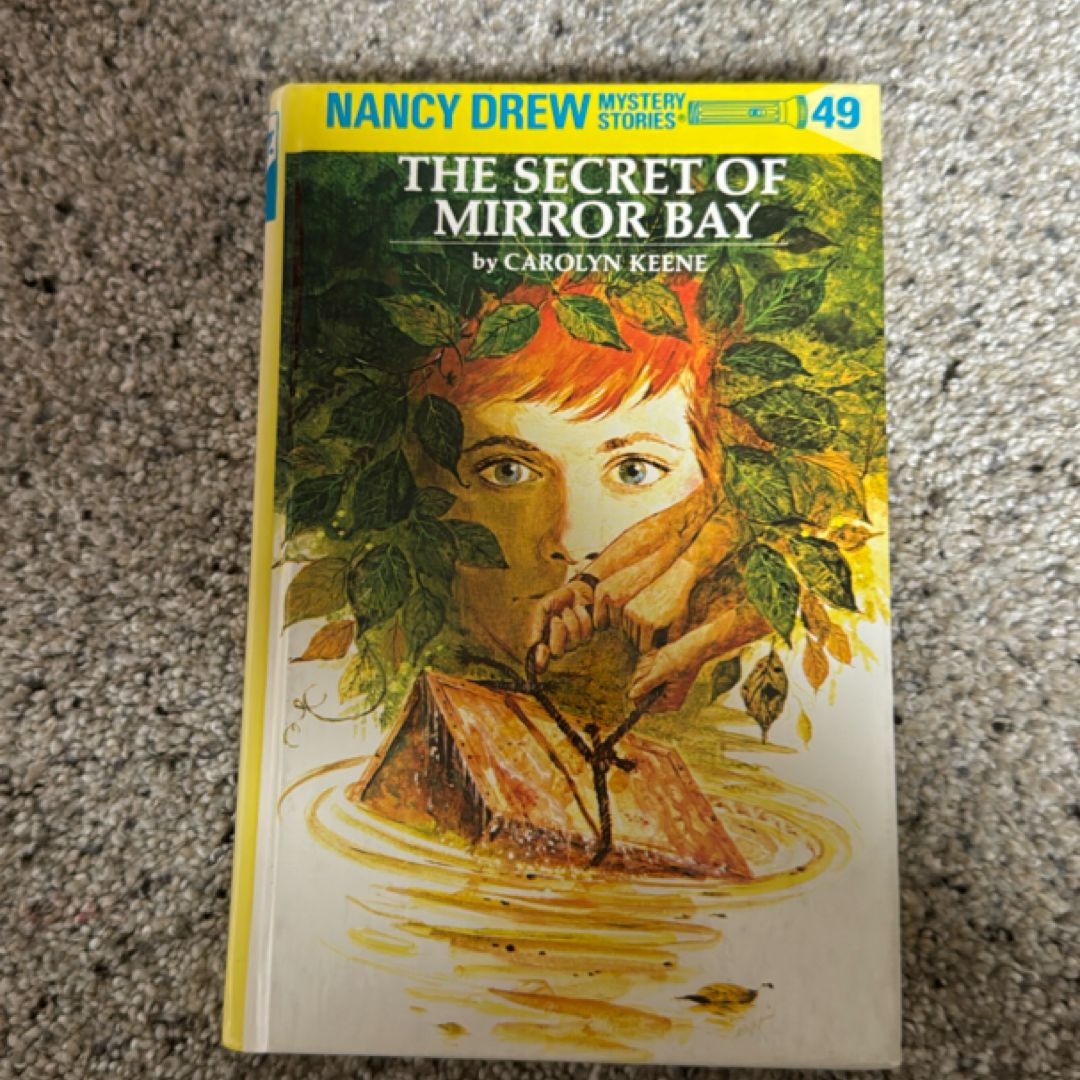 NANCY DREW MYSTERY STORIES® 49
THE SECRET OF
MIRROR BAY
by CAROLYN KEENE